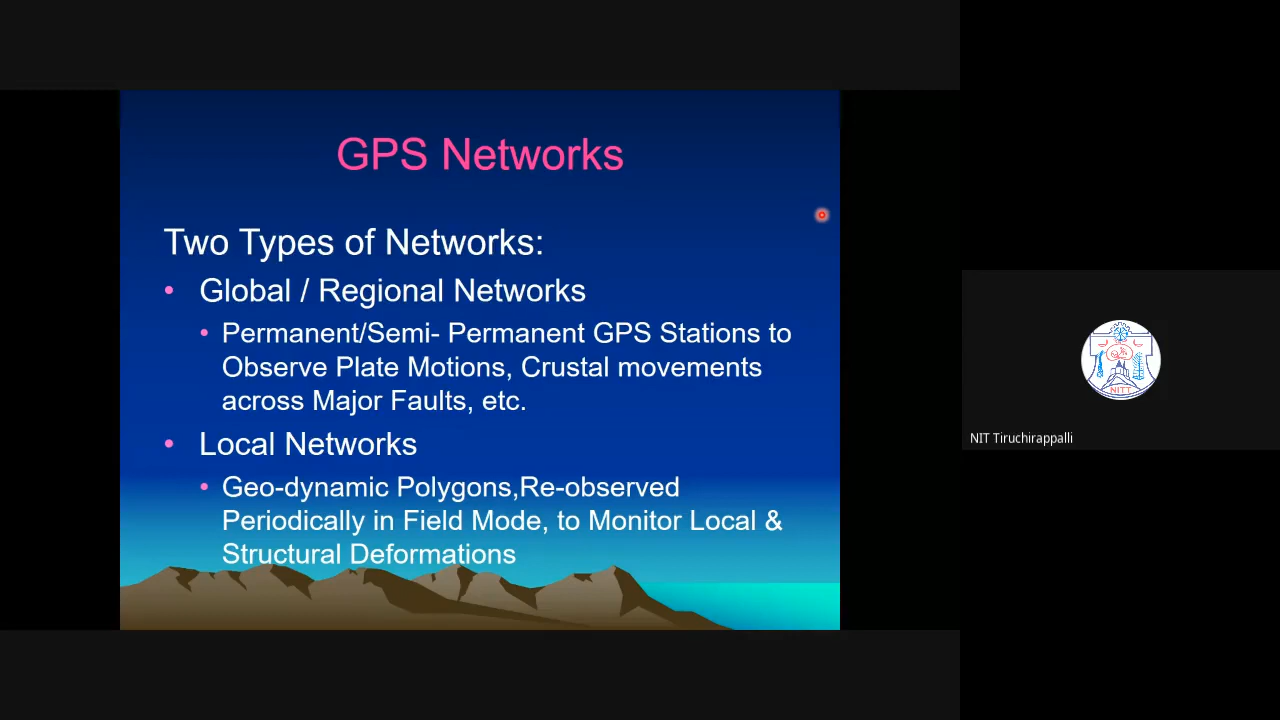 GPS Networks
Two Types of Networks:
• Global / Regional Networks
• Permanent/Semi- Permanent GPS Stations to
Observe Plate Motions, Crustal movements
across Major Faults, etc.
• Local Networks
• Geo-dynamic Polygons,Re-observed
Periodically in Field Mode, to Monitor Local &
Structural Deformations
NITT
NIT Tiruchirappalli